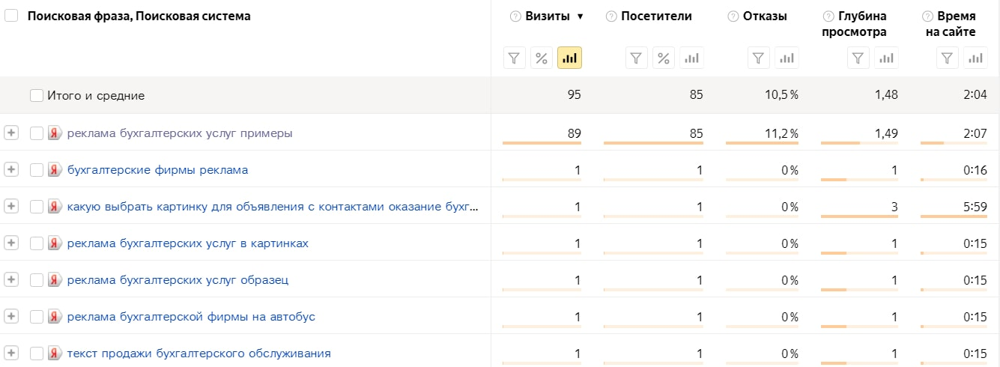 Поисковая фраза, Поисковая система Визиты ▼ Посетители Отказы Глубина просмотра Время на сайте
Итого и средние 95 85 10,5 % 1,48 2:04
реклама бухгалтерских услуг примеры 89 85 11,2 % 1,49 2:07
бухгалтерские фирмы реклама 1 1 0 % 1 0:16
какую выбрать картинку для объявления с контактами оказание бухг... 1 1 0 % 3 5:59
реклама бухгалтерских услуг в картинках 1 1 0 % 1 0:15
реклама бухгалтерских услуг образец 1 1 0 % 1 0:15
реклама бухгалтерской фирмы на автобус 1 1 0 % 1 0:15
текст продажи бухгалтерского обслуживания 1 1 0 % 1 0:15